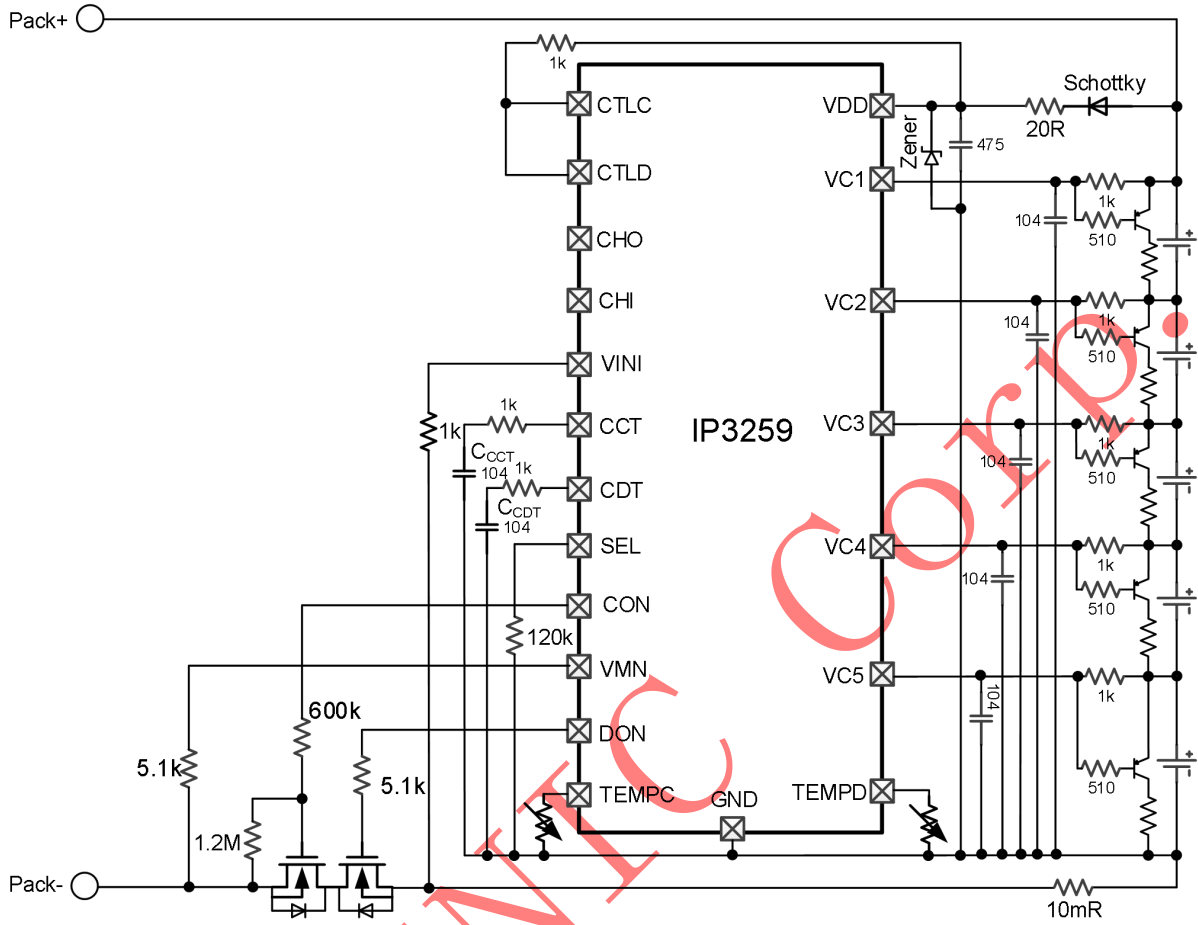 Pack+
1k
Schottky
CTLC
VDD
20R
Zener
475
CTLD
VC1
1k
104
510
CHO
CHI
VC2
1k
104
510
VINI
1k
1k
CCT
IP3259
VC3
1k
104
510
CCCT
104
1k
CDT
CCDT
104
SEL
VC4
1k
104
510
CON
120k
VMN
VC5
1k
104
600k
DON
5.1k
5.1k
510
TEMPC
GND
TEMPD
1.2M
Pack-
10mR
WIC Corp.